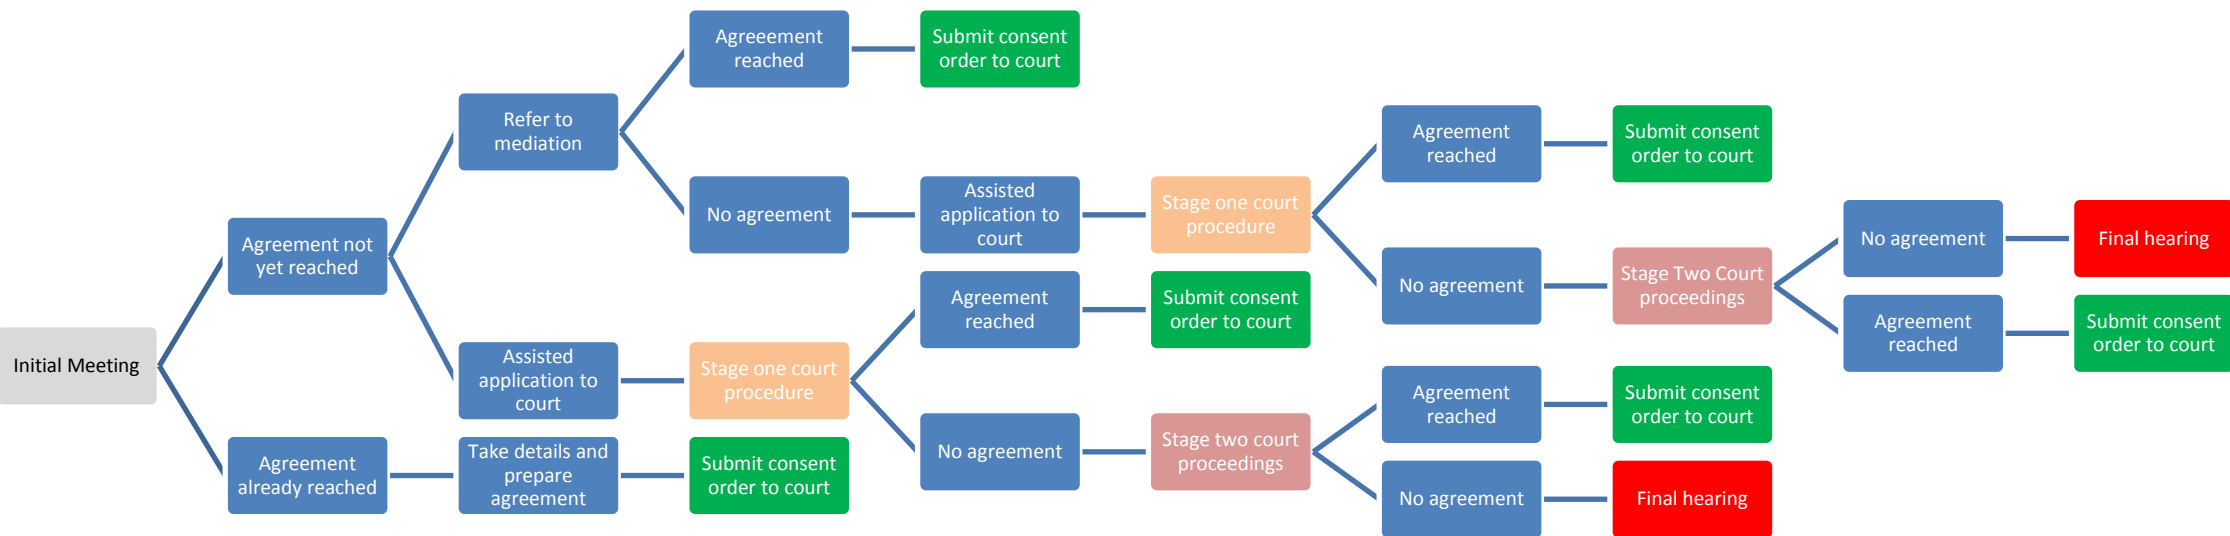 Agreeement
reached
Submit consent
order to court
Refer to
mediation
Agreement
reached
Submit consent
order to court
No agreement
Assisted
application to
court
Stage one court
procedure
Agreement not
yet reached
No agreement
Final hearing
Agreement
reached
Submit consent
order to court
No agreement
Stage Two Court
proceedings
Agreement
reached
Submit consent
order to court
Initial Meeting
Assisted
application to
court
Stage one court
procedure
Agreement
reached
Submit consent
order to court
No agreement
Stage two court
proceedings
Agreement
already reached
Take details and
prepare
agreement
Submit consent
order to court
No agreement
Final hearing